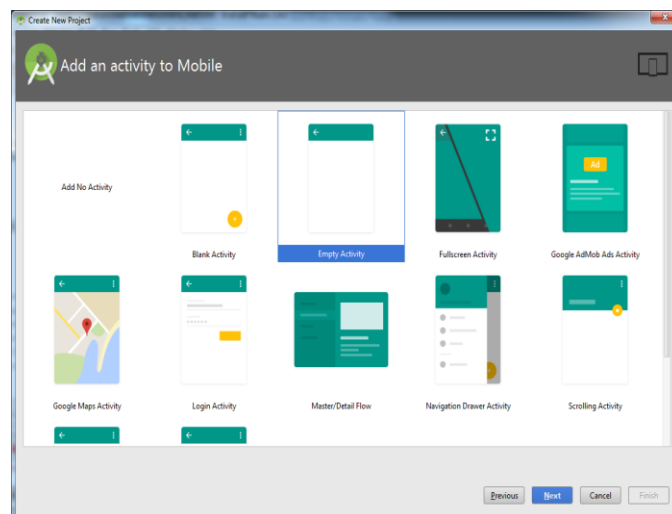 Create New Project
Add an activity to Mobile
Add No Activity
Blank Activity
Empty Activity
Fullscreen Activity
Ad
Google AdMob Ads Activity
Google Maps Activity
Login Activity
Master/Detail Flow
Navigation Drawer Activity
Scrolling Activity
Previous
Next
Cancel
Finish